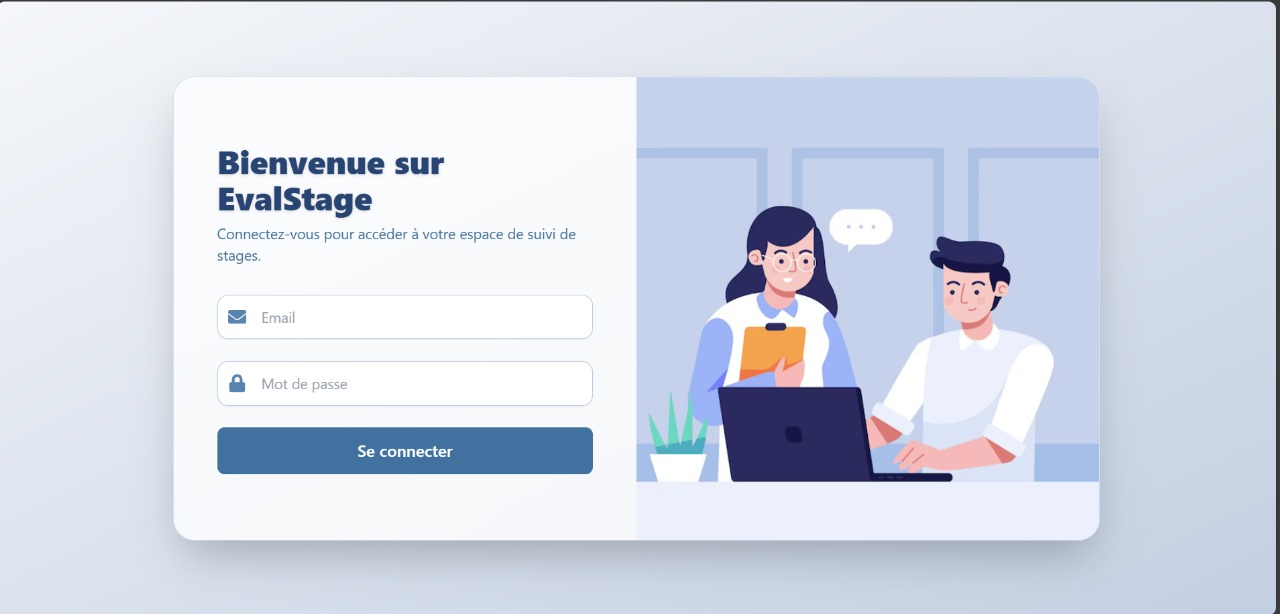 Bienvenue sur
EvalStage
Connectez-vous pour accéder à votre espace de suivi de
stages.
Email
Mot de passe
Se connecter